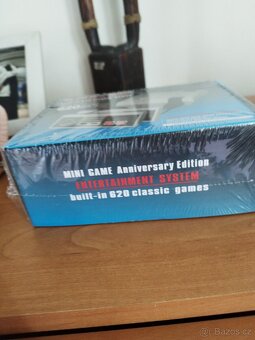 MINI GAME Anniversary Edition
ENTERTAINMENT SYSTEM
built-in 620 classic games
Bazos.cz